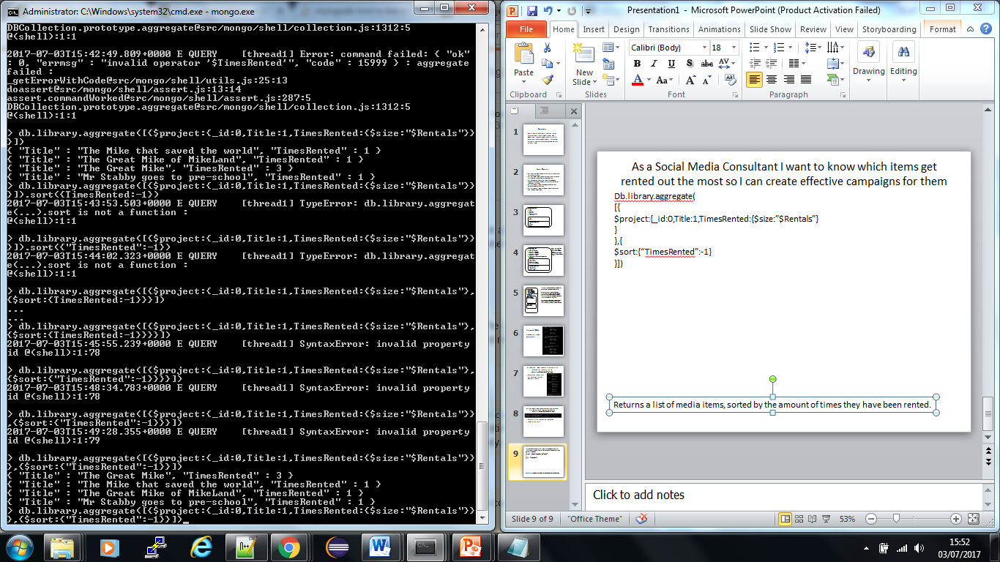 Administrator: C:\Windows\system32\cmd.exe - mongo.exe
DBCollection.prototype.aggregate@src/mongo/shell/collection.js:1312:5
@(shell):1:1
2017-07-03T15:42:49.809+0000 E QUERY    [thread1] Error: command failed: { "ok"
: 0, "errmsg" : "invalid operator '$TimesRented'", "code" : 15999 } : aggregate
failed :
_getErrorWithCode@src/mongo/shell/utils.js:25:13
doassert@src/mongo/shell/assert.js:13:14
assert.commandWorked@src/mongo/shell/assert.js:287:5
DBCollection.prototype.aggregate@src/mongo/shell/collection.js:1312:5
@(shell):1:1
> db.library.aggregate([{$project:{_id:0,Title:1,TimesRented:{$size:"$Rentals"}}
}])
{ "Title" : "The Mike that saved the world", "TimesRented" : 1 }
{ "Title" : "The Great Mike of MikeLand", "TimesRented" : 1 }
{ "Title" : "The Great Mike", "TimesRented" : 3 }
{ "Title" : "Mr Stabby goes to pre-school", "TimesRented" : 1 }
> db.library.aggregate([{$project:{_id:0,Title:1,TimesRented:{$size:"$Rentals"}}
}]).sort({TimesRented:-1})
2017-07-03T15:43:53.503+0000 E QUERY    [thread1] TypeError: db.library.aggregat
e(...).sort is not a function :
@(shell):1:1
> db.library.aggregate([{$project:{_id:0,Title:1,TimesRented:{$size:"$Rentals"}}
}]).sort({"TimesRented":-1})
2017-07-03T15:44:02.323+0000 E QUERY    [thread1] TypeError: db.library.aggregat
e(...).sort is not a function :
@(shell):1:1
> db.library.aggregate([{$project:{_id:0,Title:1,TimesRented:{$size:"$Rentals"},
{$sort:{TimesRented:-1}}}])
...
...
> db.library.aggregate([{$project:{_id:0,Title:1,TimesRented:{$size:"$Rentals"},
{$sort:{TimesRented:-1}}}}])
2017-07-03T15:45:55.239+0000 E QUERY    [thread1] SyntaxError: invalid property
id @(shell):1:78
> db.library.aggregate([{$project:{_id:0,Title:1,TimesRented:{$size:"$Rentals"},
{$sort:{"TimesRented":-1}}}}])
2017-07-03T15:48:34.783+0000 E QUERY    [thread1] SyntaxError: invalid property
id @(shell):1:78
> db.library.aggregate([{$project:{_id:0,Title:1,TimesRented:{$size:"$Rentals"}}
,{$sort:{"TimesRented":-1}}}])
2017-07-03T15:49:28.355+0000 E QUERY    [thread1] SyntaxError: invalid property
id @(shell):1:79
> db.library.aggregate([{$project:{_id:0,Title:1,TimesRented:{$size:"$Rentals"}}
},{$sort:{"TimesRented":-1}}])
{ "Title" : "The Great Mike", "TimesRented" : 3 }
{ "Title" : "The Mike that saved the world", "TimesRented" : 1 }
{ "Title" : "The Great Mike of MikeLand", "TimesRented" : 1 }
{ "Title" : "Mr Stabby goes to pre-school", "TimesRented" : 1 }
> db.library.aggregate([{$project:{_id:0,Title:1,TimesRented:{$size:"$Rentals"}}
},{$sort:{"TimesRented":-1}}])_
Presentation1 - Microsoft PowerPoint (Product Activation Failed)
File Home Insert Design Transitions Animations Slide Show Review View Storyboarding Format
Calibri (Body) 18
Paste New Slide Drawing Editing
Clipboard Slides Font Paragraph
1
2
3
4
5
6
7
8
9
As a Social Media Consultant I want to know which items get
rented out the most so I can create effective campaigns for them
Db.library.aggregate(
[{
$project:{_id:0,Title:1,TimesRented:{$size:"$Rentals"}
}
},{
$sort:{“TimesRented":-1}
}])
Returns a list of media items, sorted by the amount of times they have been rented.
Click to add notes
Slide 9 of 9 "Office Theme" 53%
15:52
03/07/2017